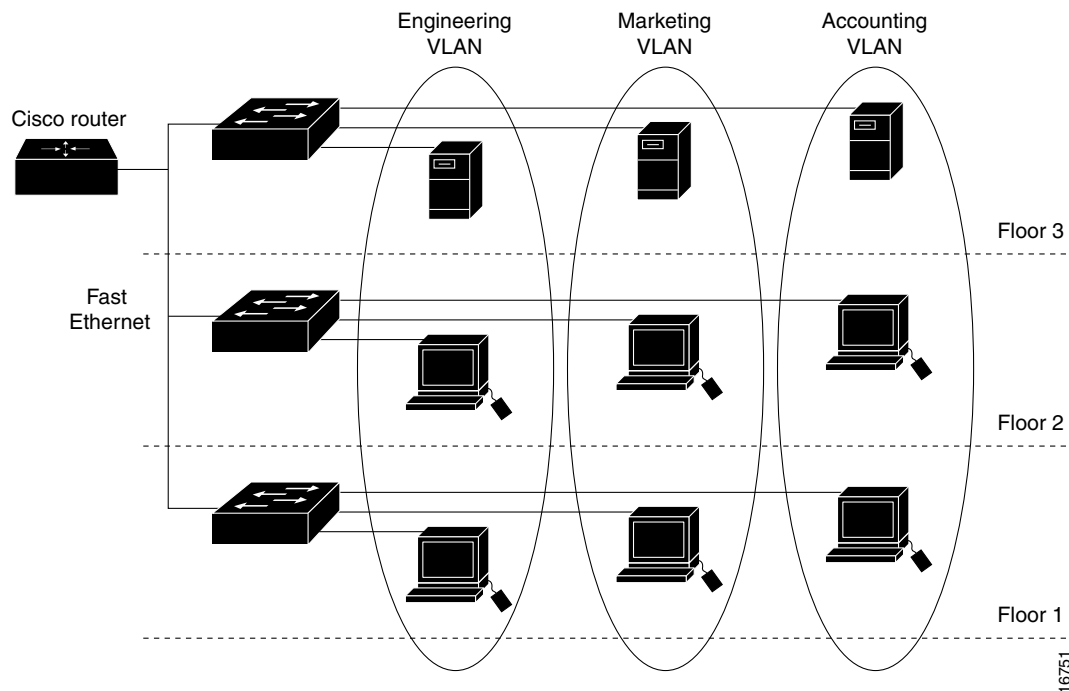 Engineering
VLAN
Marketing
VLAN
Accounting
VLAN
Cisco router
Floor 3
Fast
Ethernet
Floor 2
Floor 1
16751